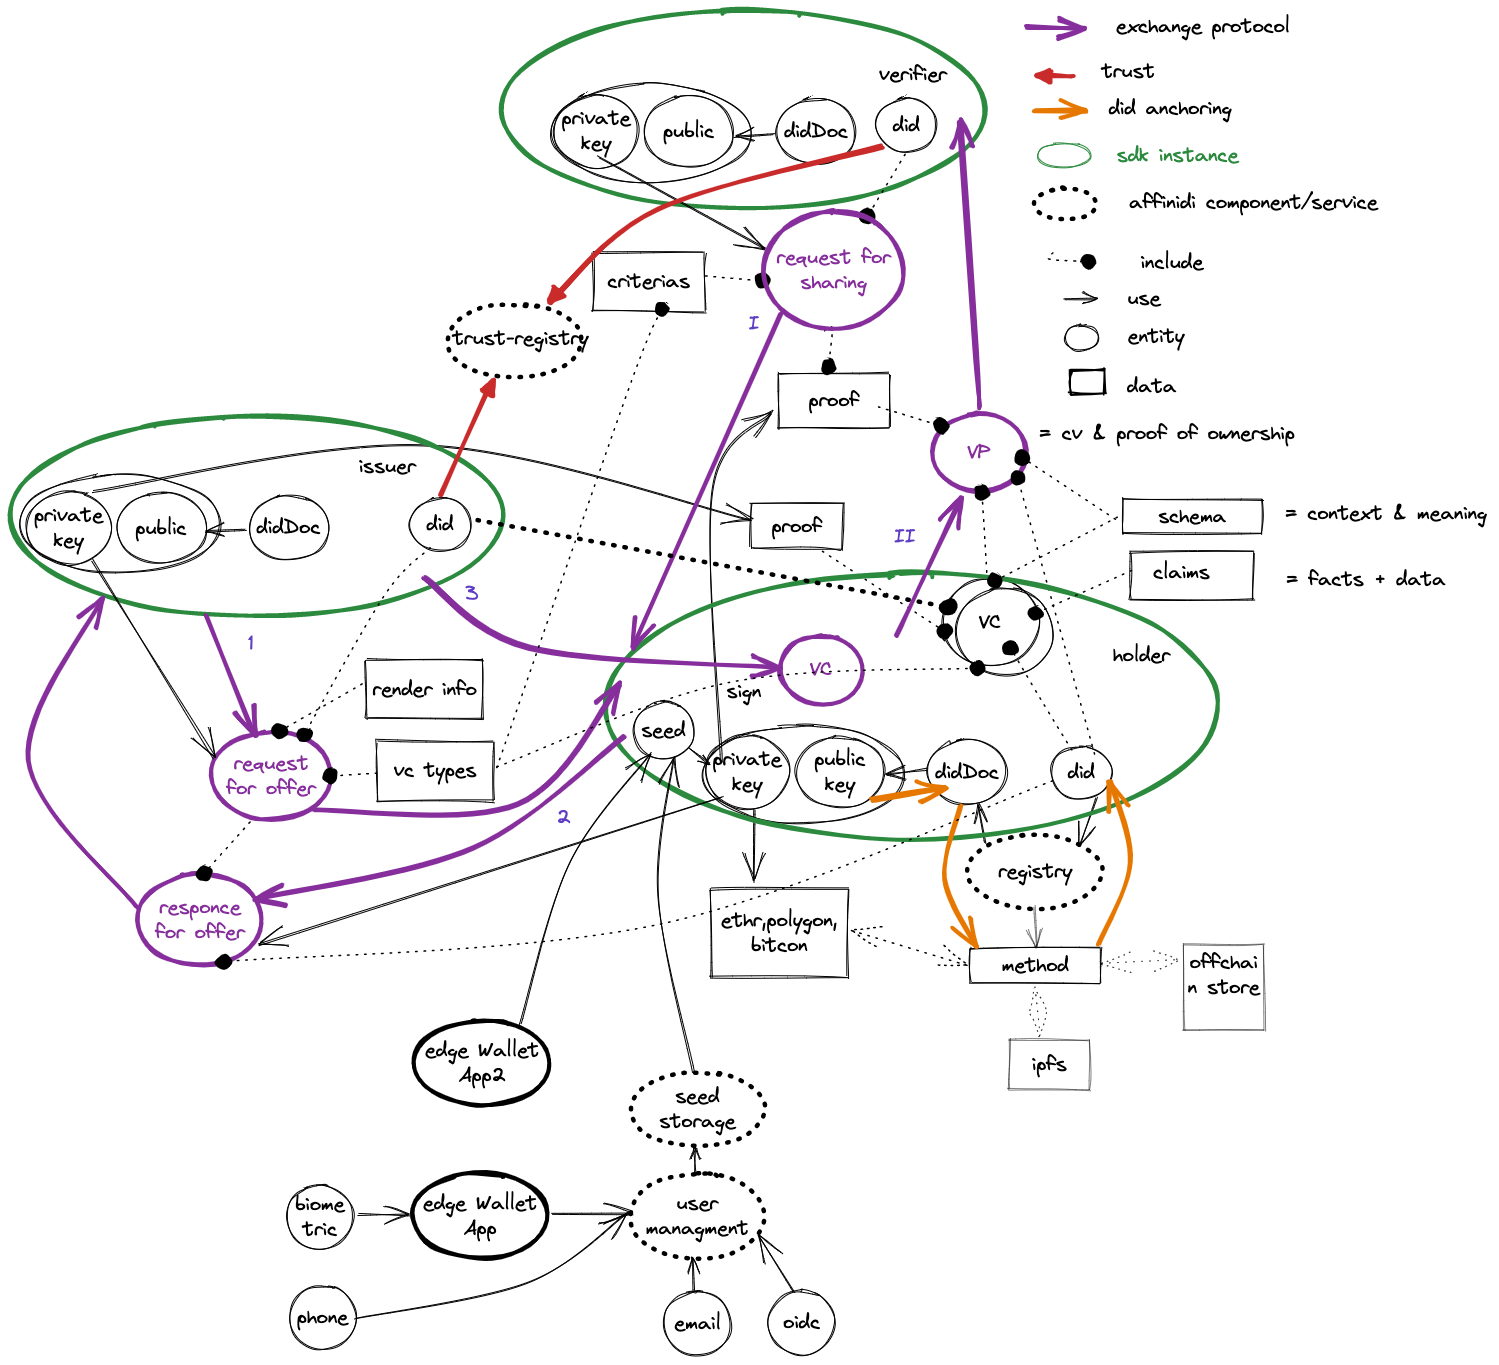 exchange protocol
trust
did anchoring
sdk instance
affinidi component/service
include
use
entity
data
verifier
private
key
public
didDoc
did
request for
sharing
criterias
I
trust-registry
proof
VP
= cv & proof of ownership
issuer
private
key
public
didDoc
did
proof
II
schema
= context & meaning
claims
= facts + data
3
1
VC
VC
holder
sign
render info
seed
vc types
request
for offer
private
key
public
key
didDoc
did
2
registry
responce
for offer
ethr,polygon,
bitcon
method
offchai
n store
ipfs
edge Wallet
App2
seed
storage
biome
tric
edge Wallet
App
user
managment
phone
email
oidc